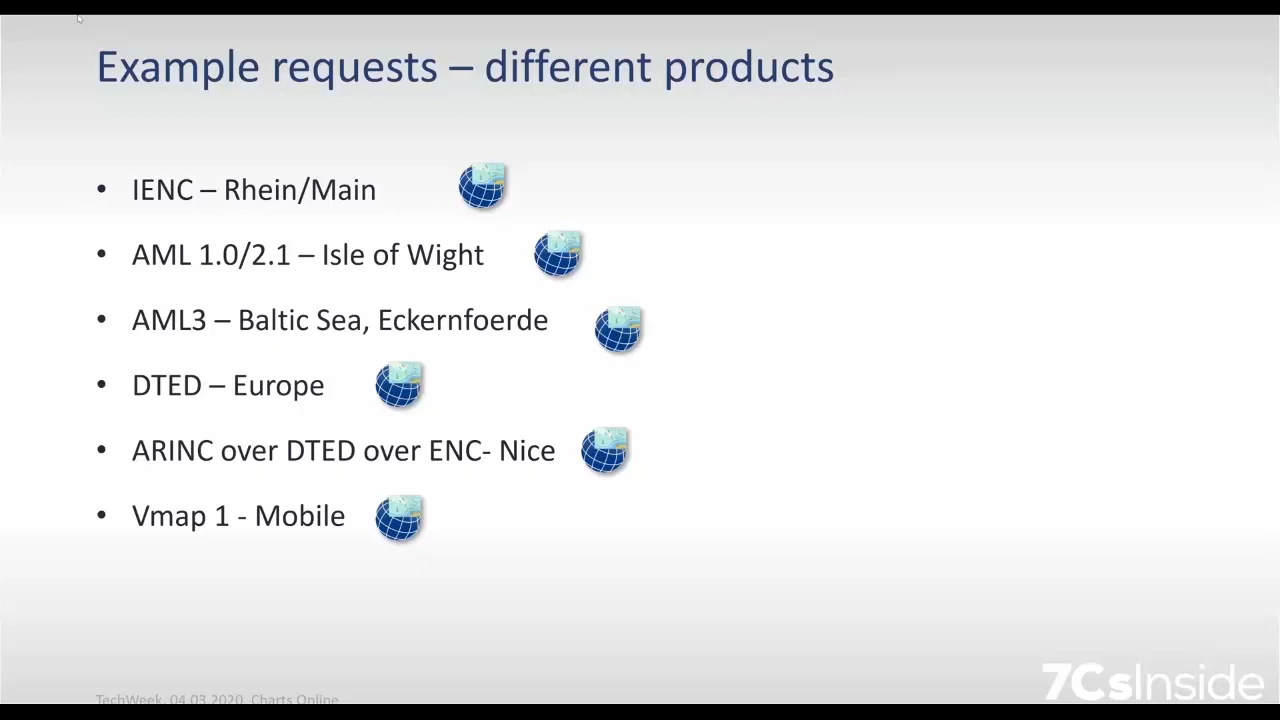 Example requests – different products
• IENC – Rhein/Main
• AML 1.0/2.1 – Isle of Wight
• AML3 – Baltic Sea, Eckernfoerde
• DTED – Europe
• ARINC over DTED over ENC- Nice
• Vmap 1 - Mobile
TechWeek, 04.03.2020, Charts Online
7CsInside